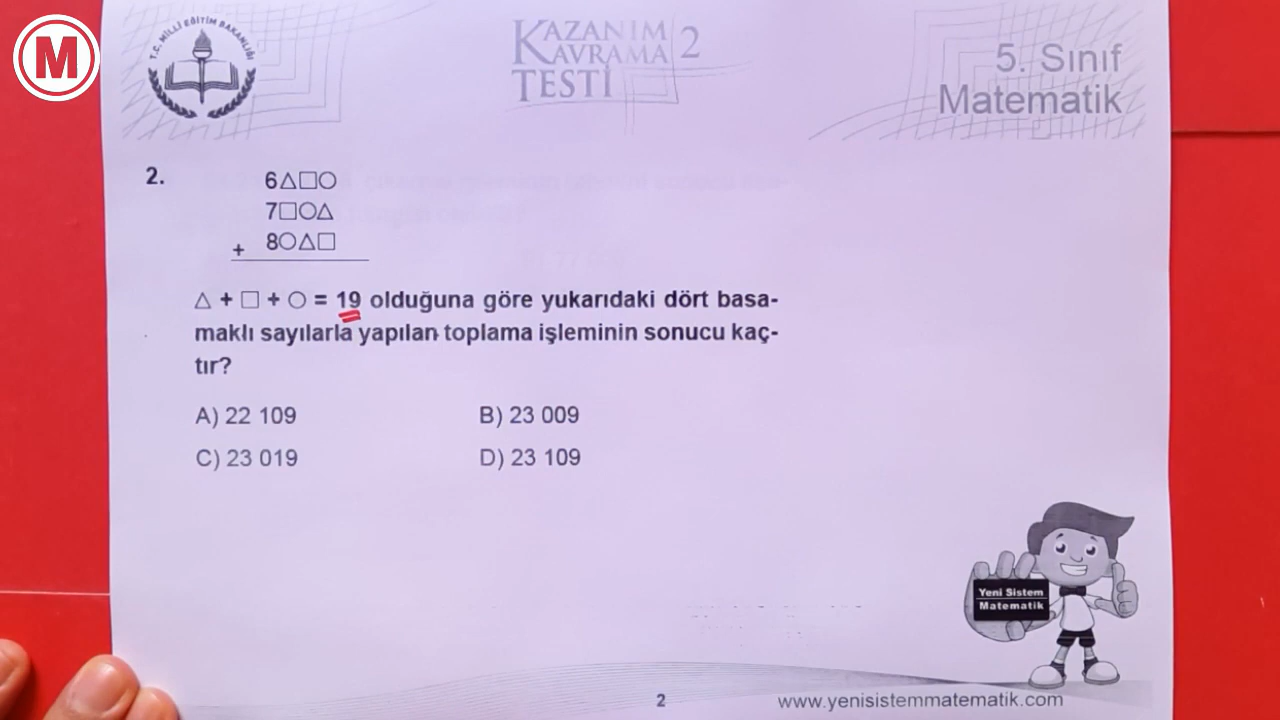 M
T.C. MİLLÎ EĞİTİM BAKANLIĞI
KAZANIM
KAVRAMA 2
TESTİ
5. Sınıf
Matematik
2.
6△□○
7□○△
+ 8○△□
△ + □ + ○ = 19 olduğuna göre yukarıdaki dört basa-
maklı sayılarla yapılan toplama işleminin sonucu kaç-
tır?
A) 22 109
B) 23 009
C) 23 019
D) 23 109
Yeni Sistem
Matematik
2
www.yenisistemmatematik.com